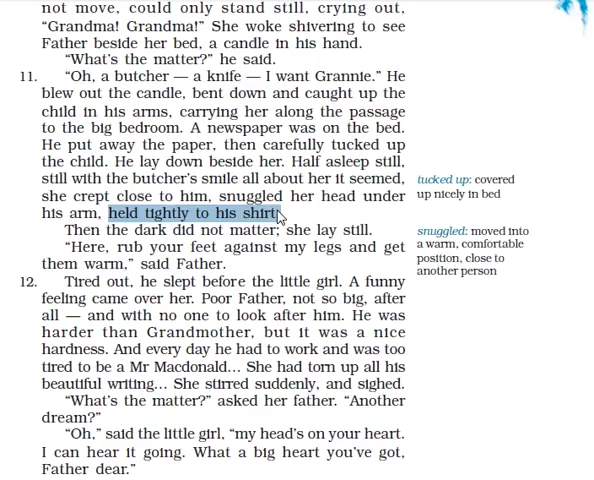 not move, could only stand still, crying out,
“Grandma! Grandma!” She woke shivering to see
Father beside her bed, a candle in his hand.
“What’s the matter?” he said.
11. “Oh, a butcher — a knife — I want Grannie.” He
blew out the candle, bent down and caught up the
child in his arms, carrying her along the passage
to the big bedroom. A newspaper was on the bed.
He put away the paper, then carefully tucked up
the child. He lay down beside her. Half asleep still,
still with the butcher’s smile all about her it seemed,
she crept close to him, snuggled her head under
his arm, held tightly to his shirt.
Then the dark did not matter; she lay still.
“Here, rub your feet against my legs and get
them warm,” said Father.
12. Tired out, he slept before the little girl. A funny
feeling came over her. Poor Father, not so big, after
all — and with no one to look after him. He was
harder than Grandmother, but it was a nice
hardness. And every day he had to work and was too
tired to be a Mr Macdonald... She had torn up all his
beautiful writing... She stirred suddenly, and sighed.
“What’s the matter?” asked her father. “Another
dream?”
“Oh,” said the little girl, “my head’s on your heart.
I can hear it going. What a big heart you’ve got,
Father dear.”
tucked up: covered
up nicely in bed
snuggled: moved into
a warm, comfortable
position, close to
another person